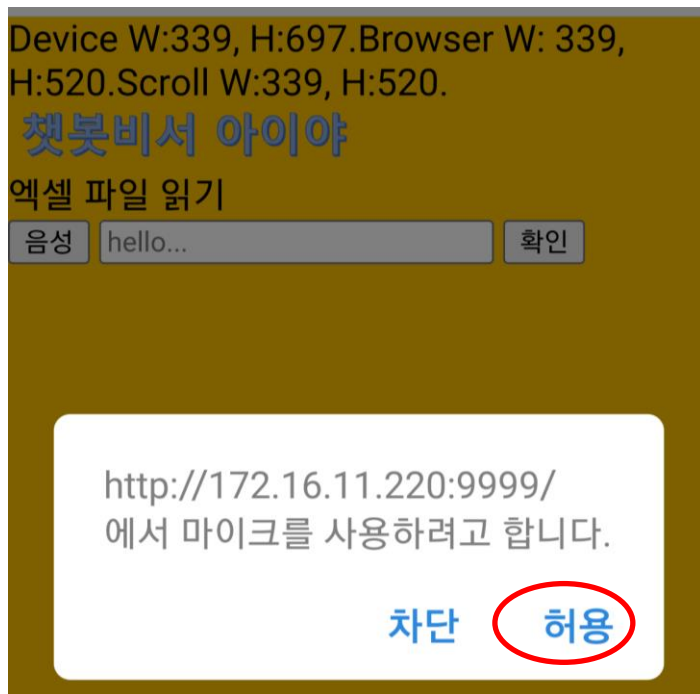 Device W:339, H:697.Browser W: 339,
H:520.Scroll W:339, H:520.
챗봇비서 아이야
엑셀 파일 읽기
음성 hello... 확인
http://172.16.11.220:9999/
에서 마이크를 사용하려고 합니다.
차단 허용